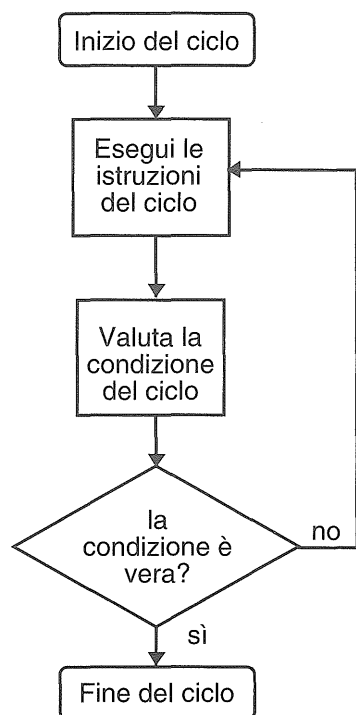 Inizio del ciclo
Esegui le
istruzioni
del ciclo
Valuta la
condizione
del ciclo
la
condizione è
vera?
no
sì
Fine del ciclo